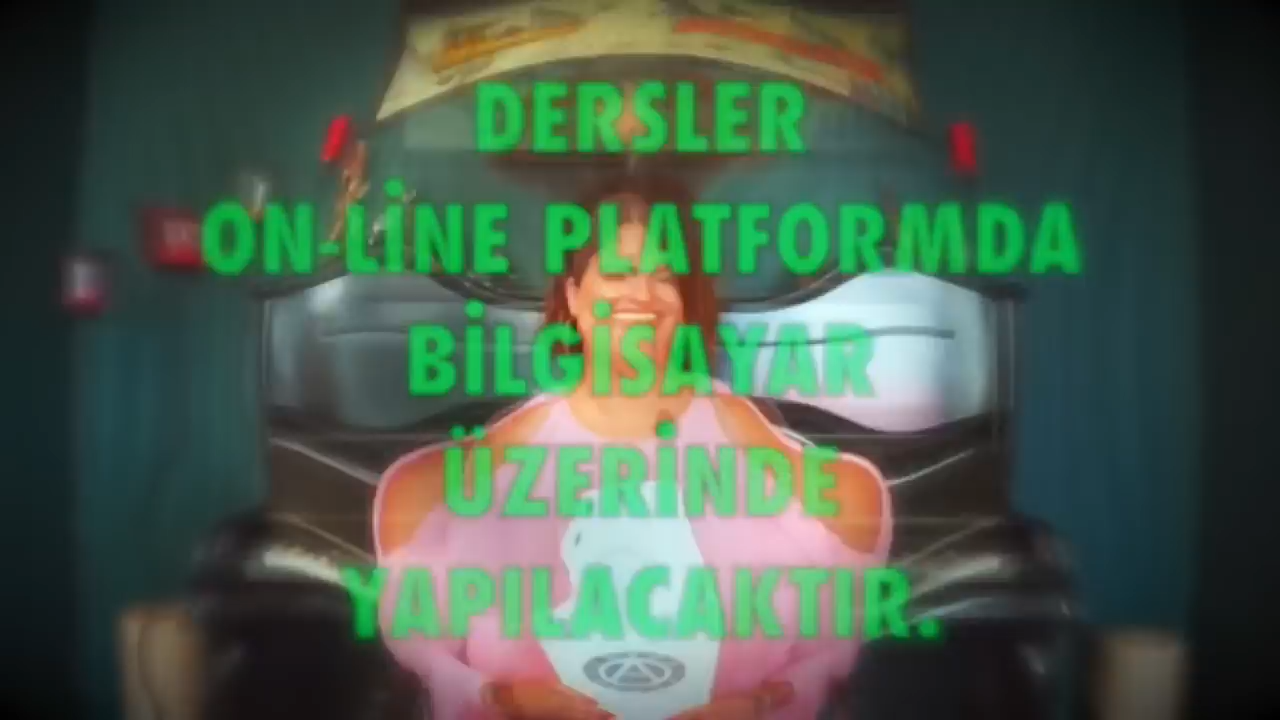 DERSLER
ON-LİNE PLATFORMDA
BİLGİSAYAR
ÜZERİNDE
YAPILACAKTIR.